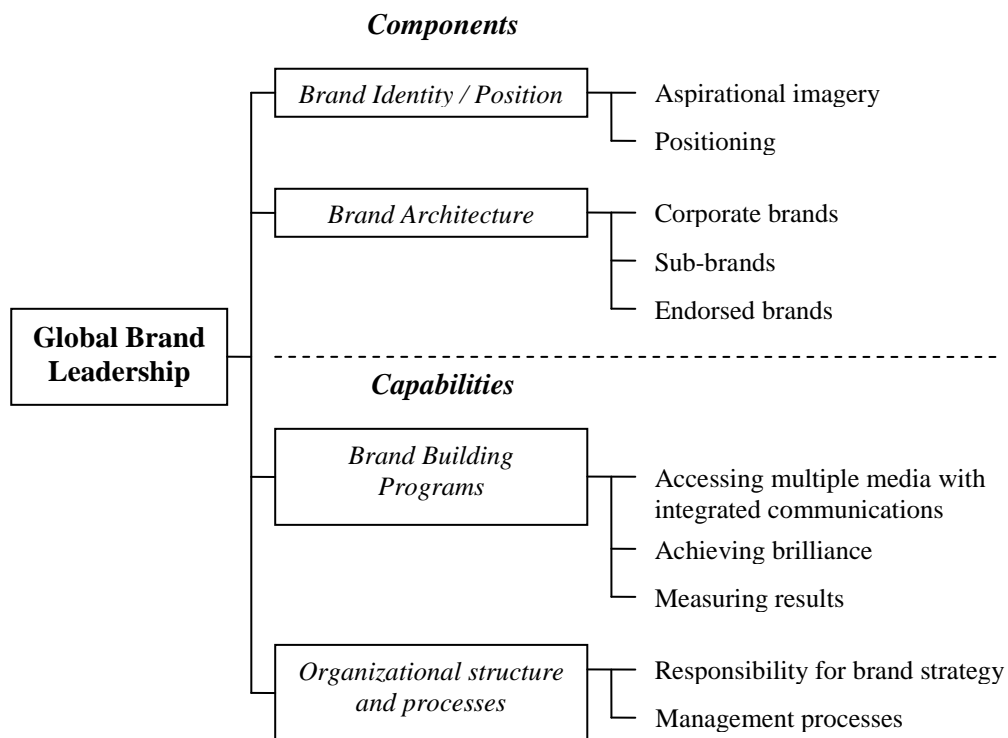 Components
Brand Identity / Position
Aspirational imagery
Positioning
Brand Architecture
Corporate brands
Sub-brands
Endorsed brands
Global Brand
Leadership
Capabilities
Brand Building
Programs
Accessing multiple media with
integrated communications
Achieving brilliance
Measuring results
Organizational structure
and processes
Responsibility for brand strategy
Management processes